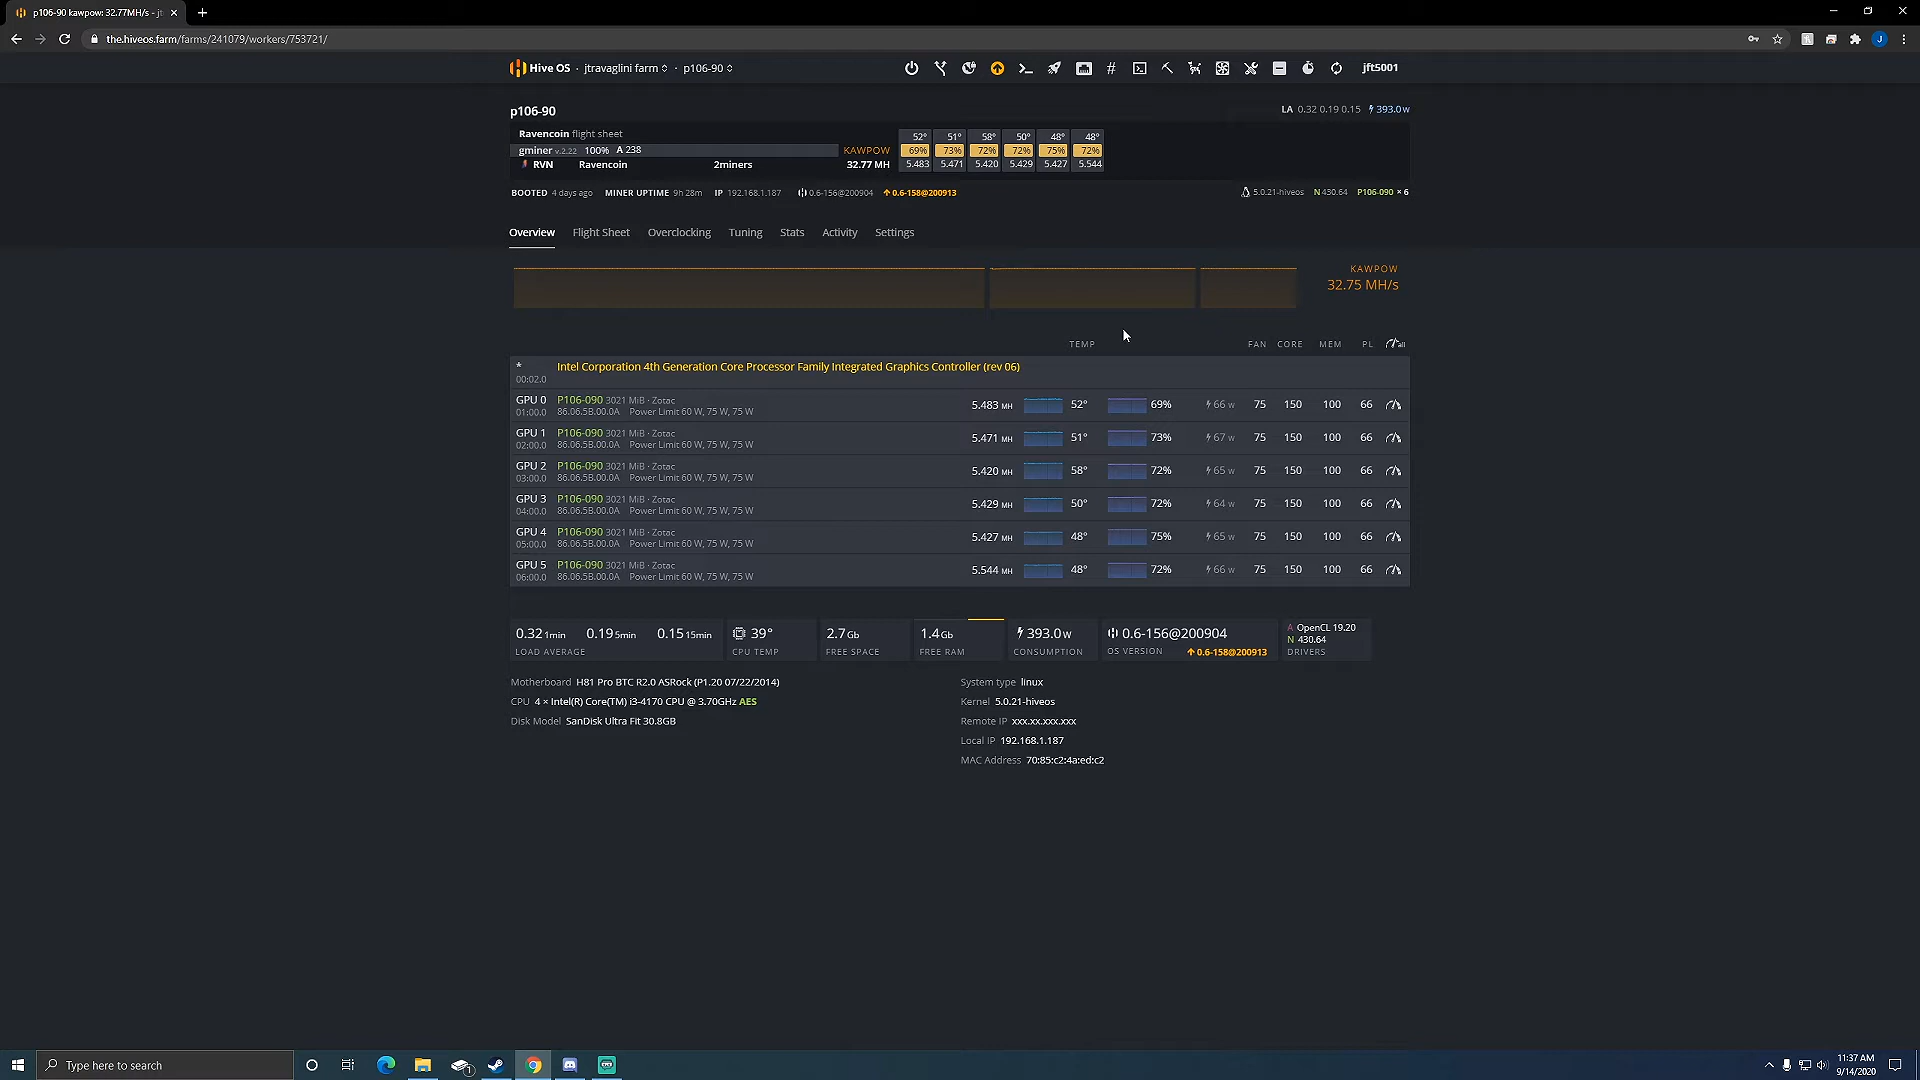 p106-90 kawpow: 32.77MH/s - jt
the.hiveos.farm/farms/241079/workers/753721/
Hive OS · jtravaglini farm · p106-90
jft5001
p106-90
LA 0.32 0.19 0.15 393.0 w
Ravencoin flight sheet
gminer v.2.22 100% A 238 KAWPOW
RVN Ravencoin 2miners 32.77 MH
52° 51° 58° 50° 48° 48°
69% 73% 72% 72% 75% 72%
5.483 5.471 5.420 5.429 5.427 5.544
BOOTED 4 days ago MINER UPTIME 9h 28m IP 192.168.1.187 0.6-156@200904 0.6-158@200913 5.0.21-hiveos N 430.64 P106-090 × 6
Overview Flight Sheet Overclocking Tuning Stats Activity Settings
KAWPOW
32.75 MH/s
TEMP FAN CORE MEM PL all
* Intel Corporation 4th Generation Core Processor Family Integrated Graphics Controller (rev 06)
00:02.0
GPU 0 P106-090 3021 MiB · Zotac 5.483 MH 52° 69% 66 w 75 150 100 66
01:00.0 86.06.5B.00.0A Power Limit 60 W, 75 W, 75 W
GPU 1 P106-090 3021 MiB · Zotac 5.471 MH 51° 73% 67 w 75 150 100 66
02:00.0 86.06.5B.00.0A Power Limit 60 W, 75 W, 75 W
GPU 2 P106-090 3021 MiB · Zotac 5.420 MH 58° 72% 65 w 75 150 100 66
03:00.0 86.06.5B.00.0A Power Limit 60 W, 75 W, 75 W
GPU 3 P106-090 3021 MiB · Zotac 5.429 MH 50° 72% 64 w 75 150 100 66
04:00.0 86.06.5B.00.0A Power Limit 60 W, 75 W, 75 W
GPU 4 P106-090 3021 MiB · Zotac 5.427 MH 48° 75% 65 w 75 150 100 66
05:00.0 86.06.5B.00.0A Power Limit 60 W, 75 W, 75 W
GPU 5 P106-090 3021 MiB · Zotac 5.544 MH 48° 72% 66 w 75 150 100 66
06:00.0 86.06.5B.00.0A Power Limit 60 W, 75 W, 75 W
0.32 1min 0.19 5min 0.15 15min
LOAD AVERAGE
39°
CPU TEMP
2.7 Gb
FREE SPACE
1.4 Gb
FREE RAM
393.0 w
CONSUMPTION
0.6-156@200904
OS VERSION 0.6-158@200913
A OpenCL 19.20
N 430.64
DRIVERS
Motherboard H81 Pro BTC R2.0 ASRock (P1.20 07/22/2014)
CPU 4 × Intel(R) Core(TM) i3-4170 CPU @ 3.70GHz AES
Disk Model SanDisk Ultra Fit 30.8GB
System type linux
Kernel 5.0.21-hiveos
Remote IP xxx.xx.xxx.xxx
Local IP 192.168.1.187
MAC Address 70:85:c2:4a:ed:c2
Type here to search
1
11:37 AM
9/14/2020